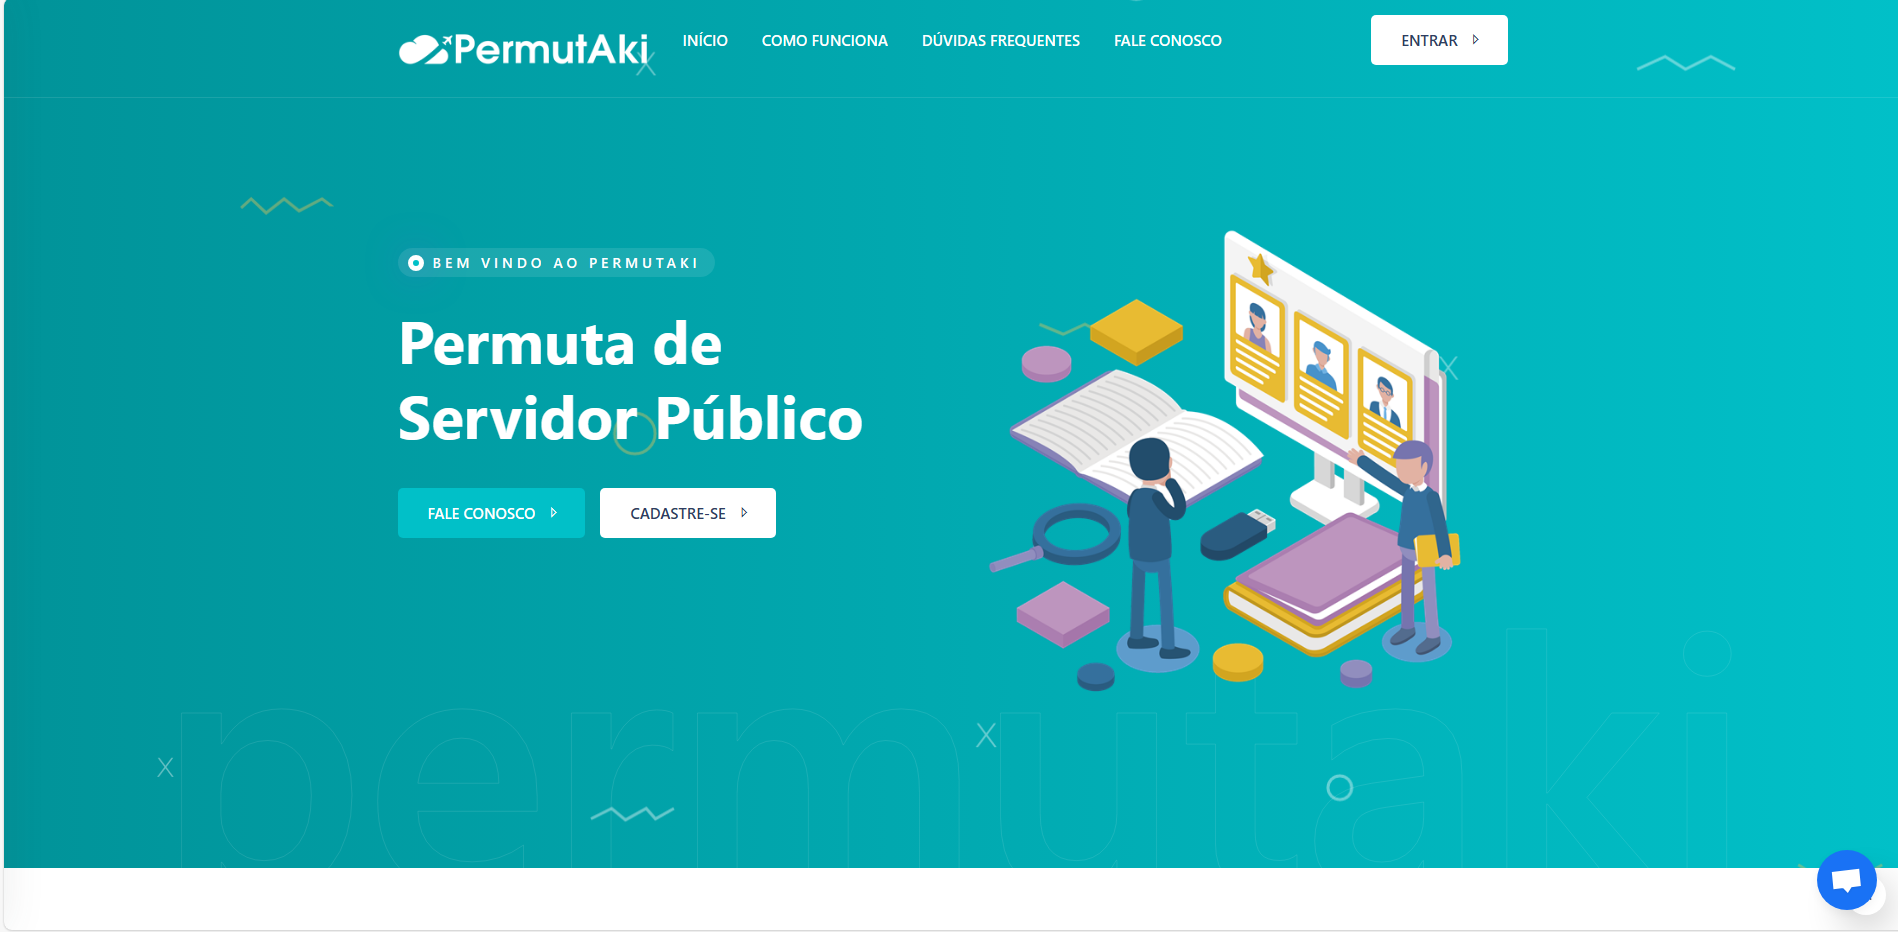 PermutAki
INÍCIO
COMO FUNCIONA
DÚVIDAS FREQUENTES
FALE CONOSCO
ENTRAR
BEM VINDO AO PERMUTAKI
Permuta de
Servidor Público
FALE CONOSCO
CADASTRE-SE
permutaki